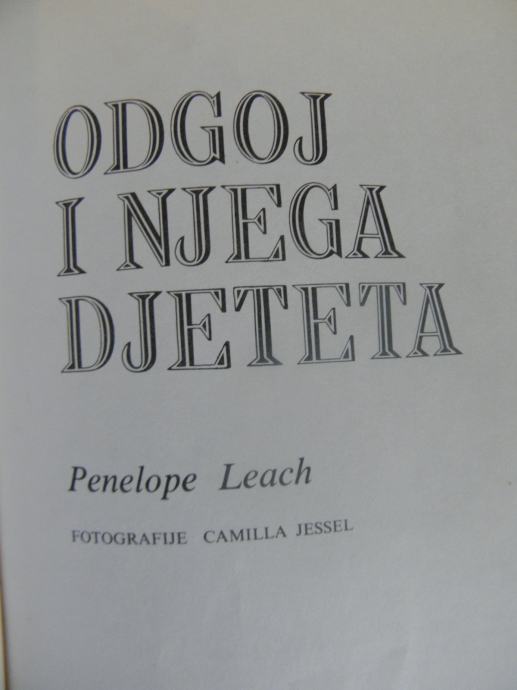 ODGOJ
I NJEGA
DJETETA
Penelope Leach
FOTOGRAFIJE CAMILLA JESSEL